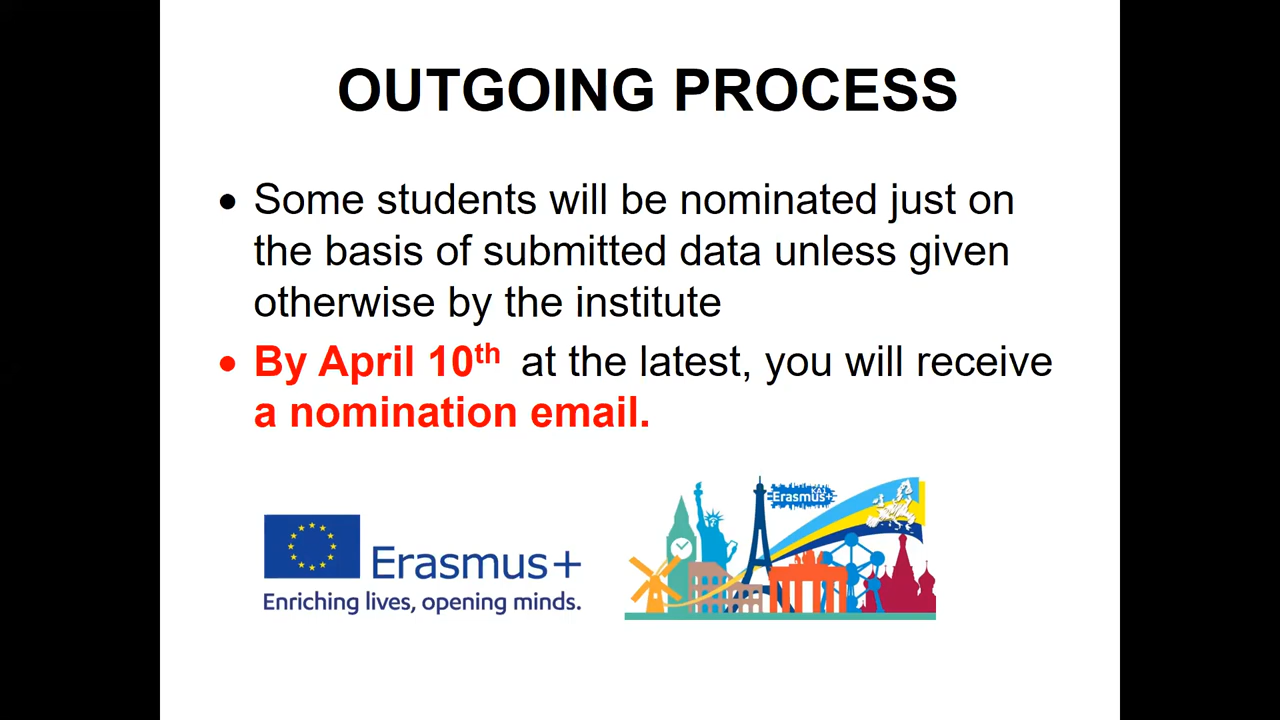 OUTGOING PROCESS
• Some students will be nominated just on
the basis of submitted data unless given
otherwise by the institute
• By April 10th at the latest, you will receive
a nomination email.
Erasmus+
Erasmus+
Enriching lives, opening minds.